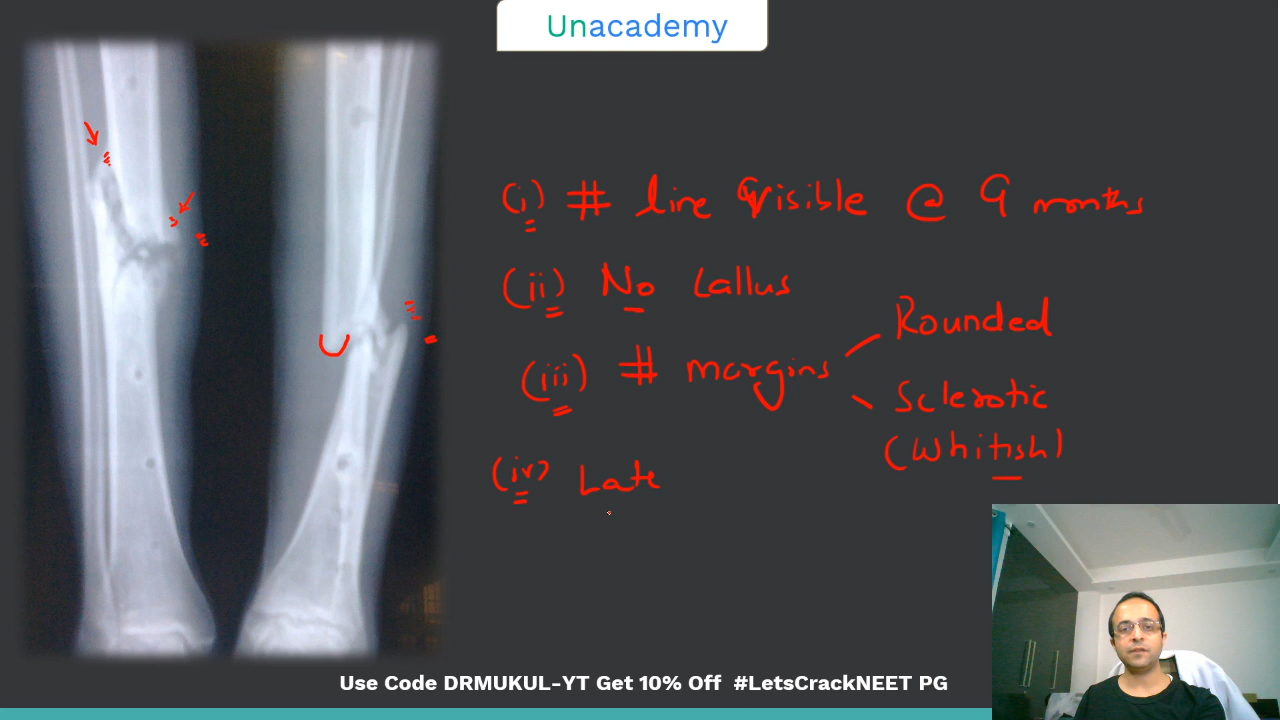 Unacademy
(i) # line visible @ 9 months
(ii) No Callus
(iii) # margins
Rounded
Sclerotic
(Whitish)
(iv) Late
Use Code DRMUKUL-YT Get 10% Off #LetsCrackNEET PG